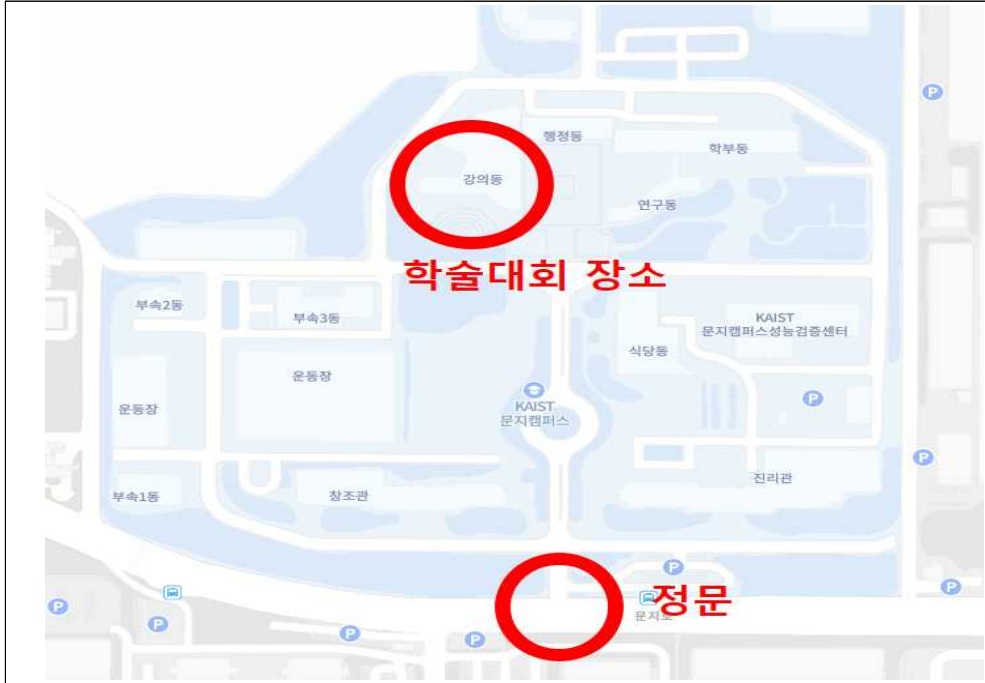 행정동
학부동
강의동
연구동
학술대회 장소
부속2동
부속3동
KAIST
문지캠퍼스성능검증센터
식당동
운동장
운동장
KAIST
문지캠퍼스
진리관
부속1동
창조관
정문
문지로
P
P
P
P
P
P
P
P
P